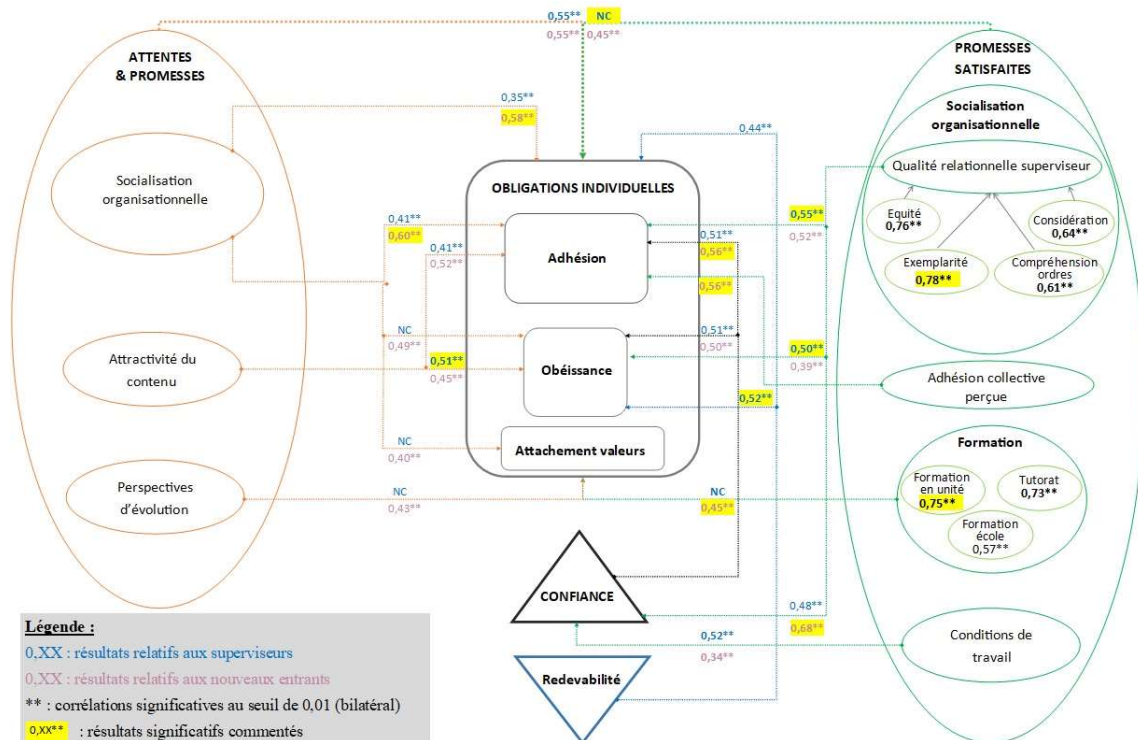 0,55** NC
0,55** 0,45**
ATTENTES
& PROMESSES
Socialisation
organisationnelle
Attractivité du
contenu
Perspectives
d'évolution
0,35**
0,58**
0,44**
0,41**
0,60**
0,41**
0,52**
NC
0,49**
0,51**
0,45**
NC
0,40**
NC
0,43**
OBLIGATIONS INDIVIDUELLES
Adhésion
Obéissance
Attachement valeurs
0,55**
0,52**
0,51**
0,56**
0,56**
0,51**
0,50**
0,50**
0,39**
0,52**
NC
0,45**
CONFIANCE
0,48**
0,68**
0,52**
0,34**
Redevabilité
PROMESSES
SATISFAITES
Socialisation
organisationnelle
Qualité relationnelle superviseur
Equité
0,76**
Considération
0,64**
Exemplarité
0,78**
Compréhension
ordres
0,61**
Adhésion collective
perçue
Formation
Formation
en unité
0,75**
Tutorat
0,73**
Formation
école
0,57**
Conditions de
travail
Légende :
0,XX : résultats relatifs aux superviseurs
0,XX : résultats relatifs aux nouveaux entrants
** : corrélations significatives au seuil de 0,01 (bilatéral)
0,XX** : résultats significatifs commentés